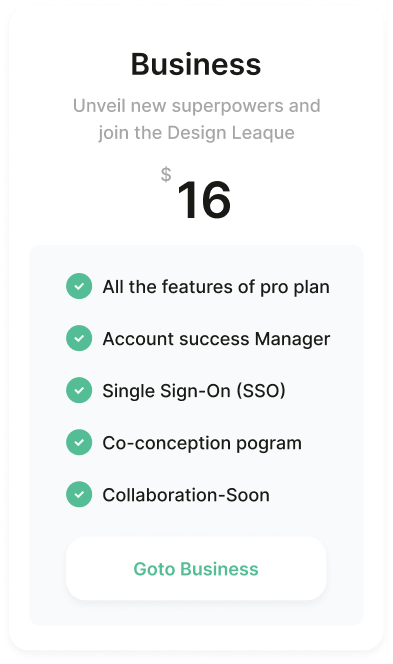 Business
Unveil new superpowers and
join the Design Leaque
$
16
All the features of pro plan
Account success Manager
Single Sign-On (SSO)
Co-conception pogram
Collaboration-Soon
Goto Business